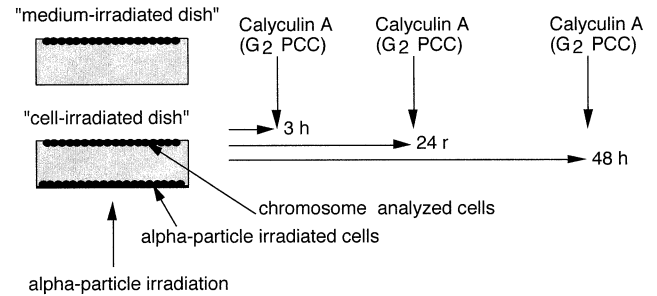 "medium-irradiated dish"
Calyculin A
(G2 PCC)
Calyculin A
(G2 PCC)
Calyculin A
(G2 PCC)
"cell-irradiated dish"
3 h
24 r
48 h
chromosome analyzed cells
alpha-particle irradiated cells
alpha-particle irradiation